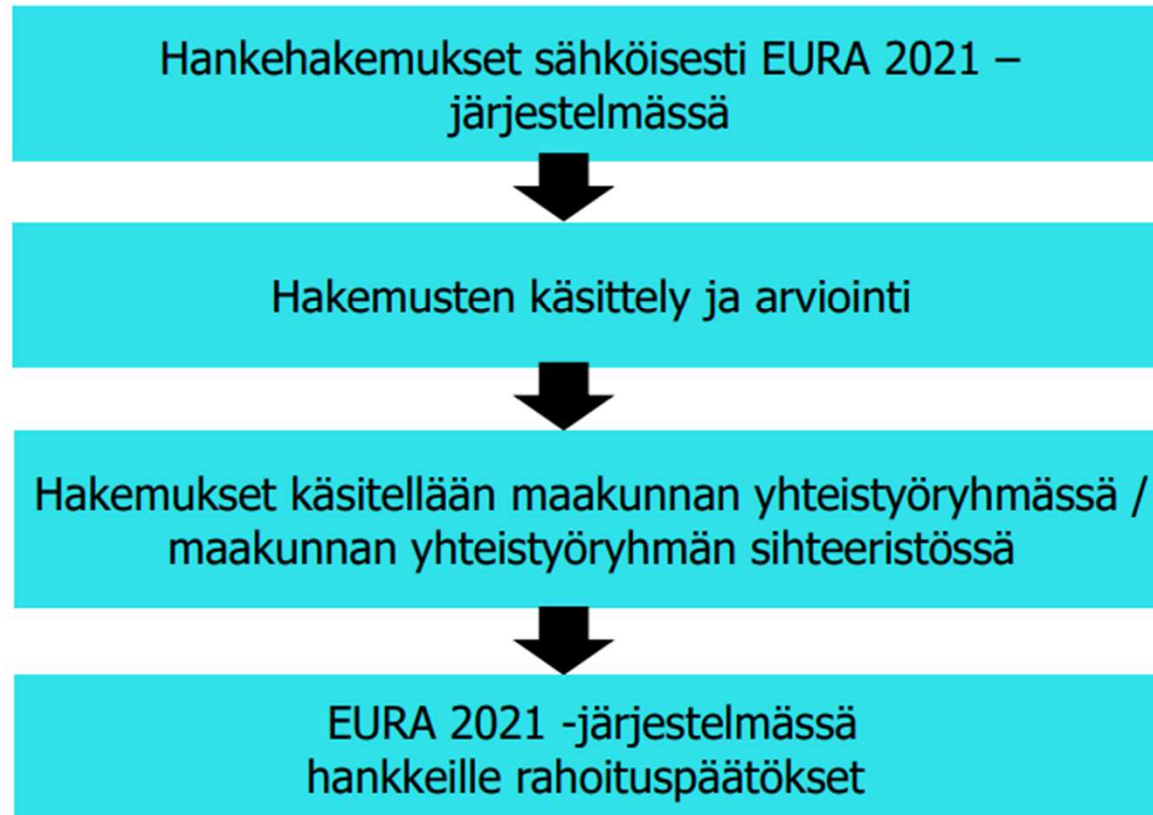 Hankehakemukset sähköisesti EURA 2021 –
järjestelmässä
Hakemusten käsittely ja arviointi
Hakemukset käsitellään maakunnan yhteistyöryhmässä /
maakunnan yhteistyöryhmän sihteeristössä
EURA 2021 -järjestelmässä
hankkeille rahoituspäätökset